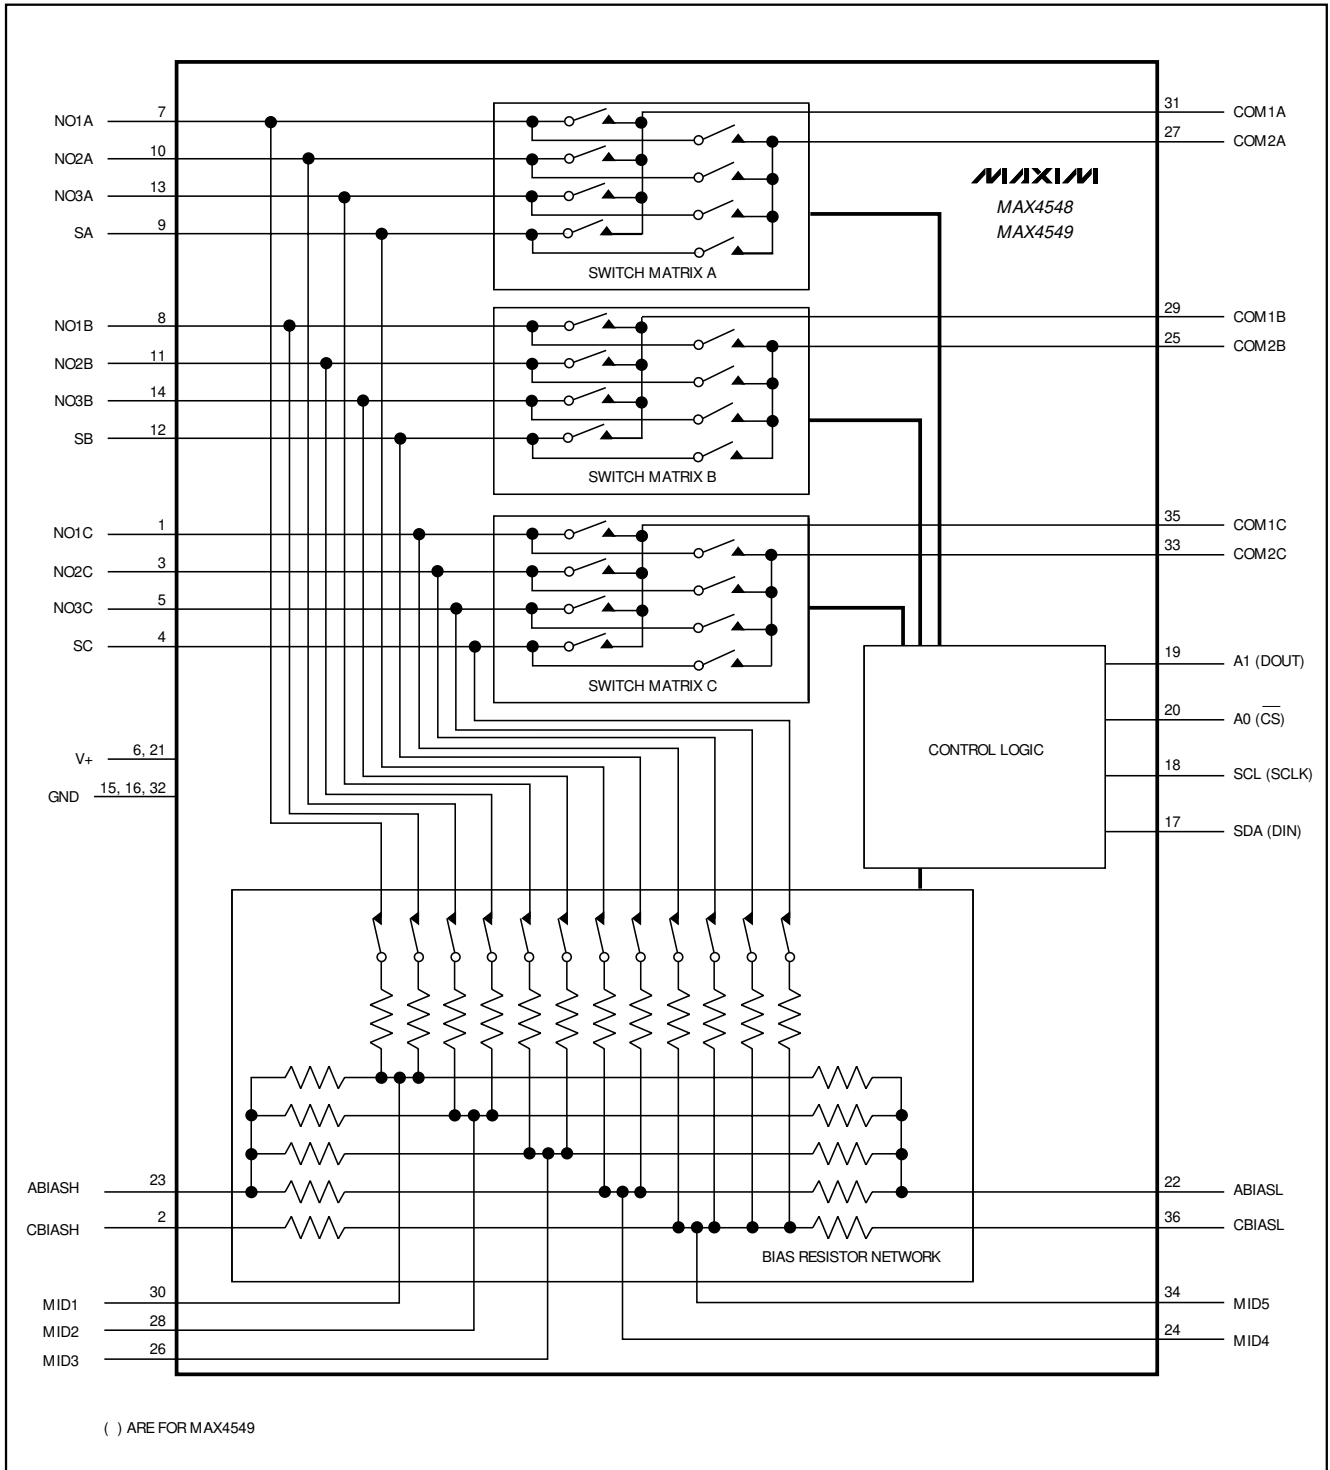 NO1A 7
NO2A 10
NO3A 13
SA 9
SWITCH MATRIX A
31 COM1A
27 COM2A
MAXIM
MAX4548
MAX4549
NO1B 8
NO2B 11
NO3B 14
SB 12
SWITCH MATRIX B
29 COM1B
25 COM2B
NO1C 1
NO2C 3
NO3C 5
SC 4
SWITCH MATRIX C
35 COM1C
33 COM2C
V+ 6, 21
GND 15, 16, 32
CONTROL LOGIC
19 A1 (DOUT)
20 A0 (C̅S̅)
18 SCL (SCLK)
17 SDA (DIN)
ABIASH 23
CBIASH 2
22 ABIASL
36 CBIASL
BIAS RESISTOR NETWORK
MID1 30
MID2 28
MID3 26
34 MID5
24 MID4
( ) ARE FOR MAX4549